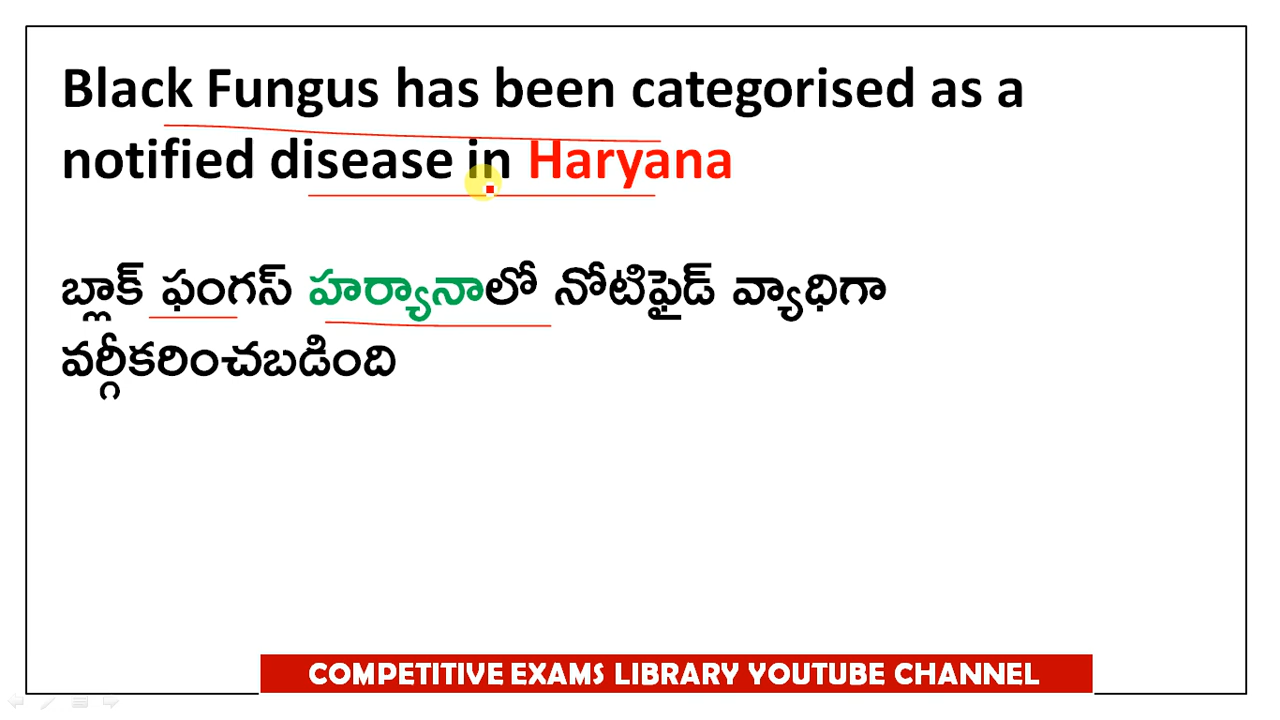 Black Fungus has been categorised as a
notified disease in Haryana
బ్లాక్ ఫంగస్ హర్యానాలో నోటిఫైడ్ వ్యాధిగా
వర్గీకరించబడింది
COMPETITIVE EXAMS LIBRARY YOUTUBE CHANNEL